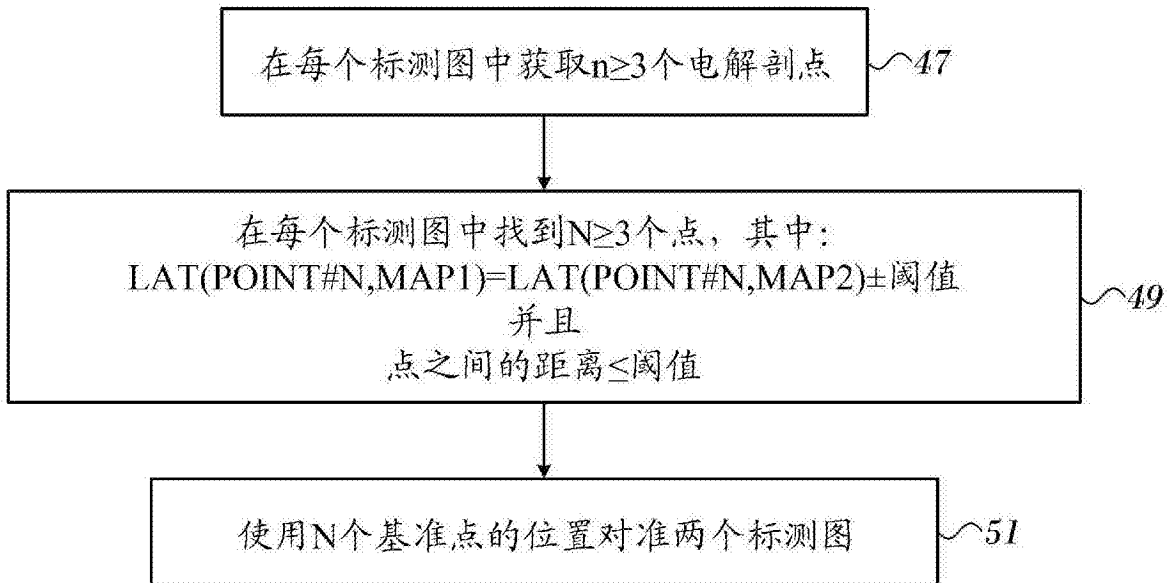 在每个标测图中获取n≥3个电解剖点
47
在每个标测图中找到N≥3个点，其中:
LAT(POINT#N,MAP1)=LAT(POINT#N,MAP2)±阈值
并且
点之间的距离≤阈值
49
使用N个基准点的位置对准两个标测图
51